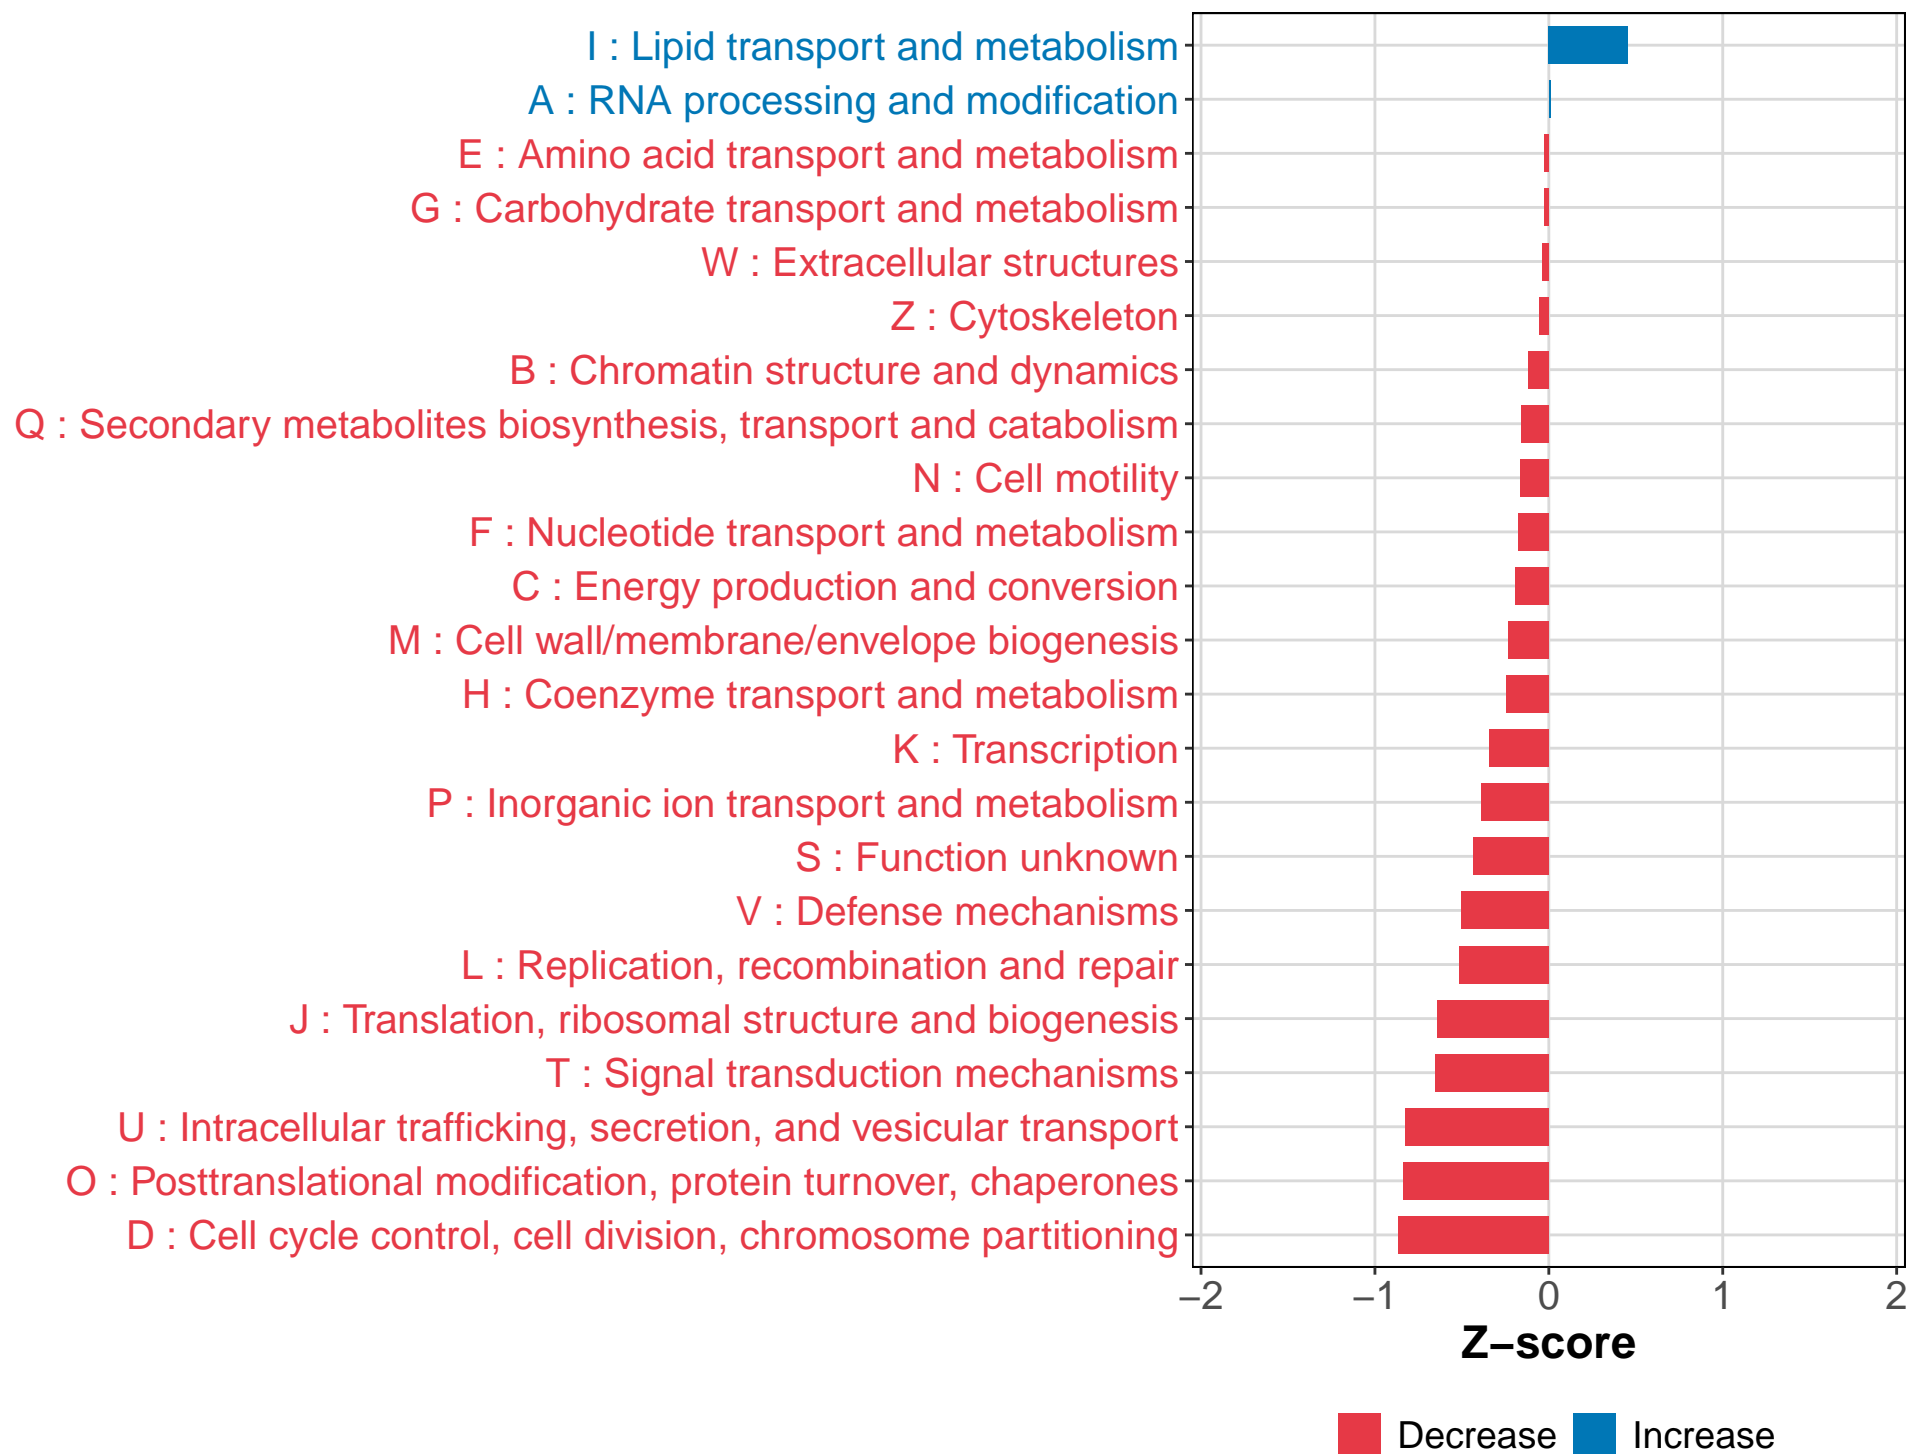 I : Lipid transport and metabolism
A : RNA processing and modification
E : Amino acid transport and metabolism
G : Carbohydrate transport and metabolism
W : Extracellular structures
Z : Cytoskeleton
B : Chromatin structure and dynamics
Q : Secondary metabolites biosynthesis, transport and catabolism
N : Cell motility
F : Nucleotide transport and metabolism
C : Energy production and conversion
M : Cell wall/membrane/envelope biogenesis
H : Coenzyme transport and metabolism
K : Transcription
P : Inorganic ion transport and metabolism
S : Function unknown
V : Defense mechanisms
L : Replication, recombination and repair
J : Translation, ribosomal structure and biogenesis
T : Signal transduction mechanisms
U : Intracellular trafficking, secretion, and vesicular transport
O : Posttranslational modification, protein turnover, chaperones
D : Cell cycle control, cell division, chromosome partitioning
−2 −1 0 1 2
Z−score
Decrease Increase